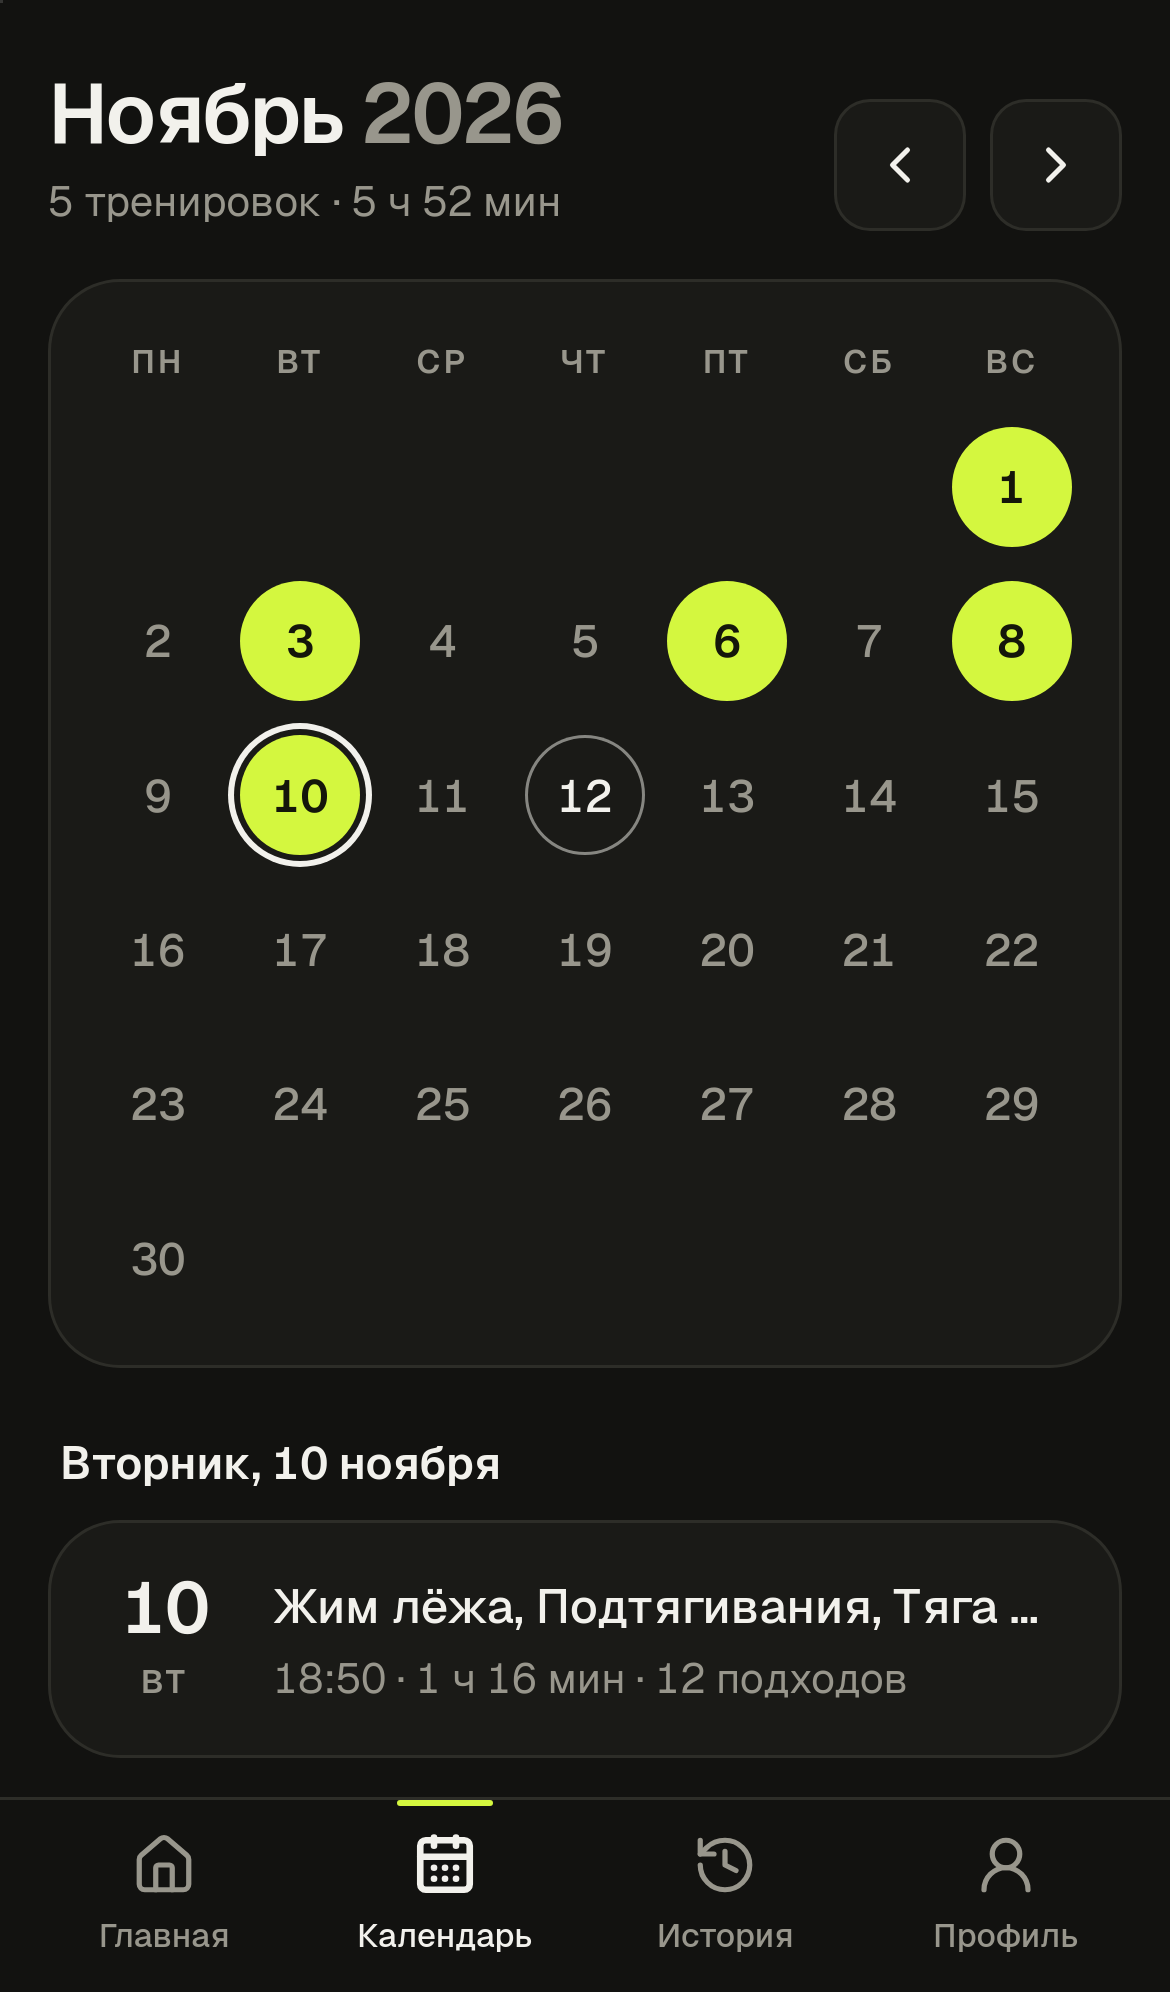 Ноябрь 2026
5 тренировок · 5 ч 52 мин
ПН ВТ СР ЧТ ПТ СБ ВС
1
2 3 4 5 6 7 8
9 10 11 12 13 14 15
16 17 18 19 20 21 22
23 24 25 26 27 28 29
30
Вторник, 10 ноября
10 Жим лёжа, Подтягивания, Тяга ...
вт 18:50 · 1 ч 16 мин · 12 подходов
Главная Календарь История Профиль